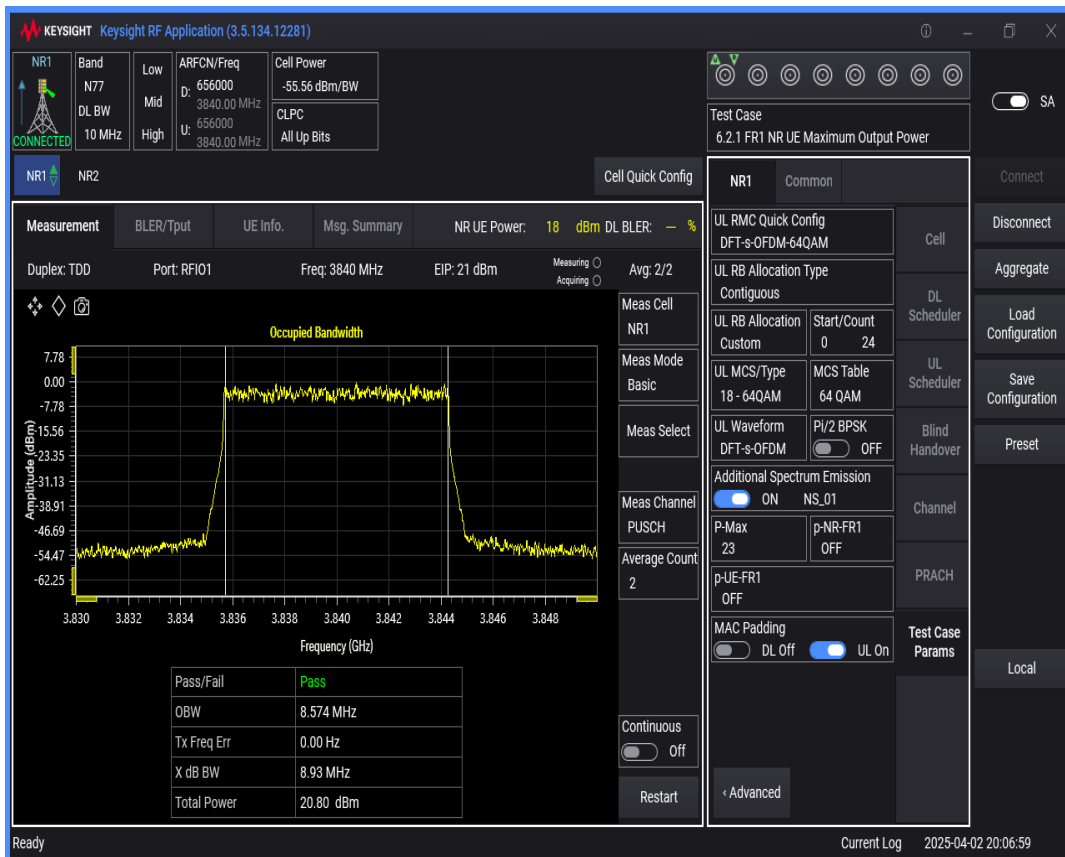 KEYSIGHT Keysight RF Application (3.5.134.12281)
NR1
CONNECTED
Band
N77
DL BW
10 MHz
Low
Mid
High
ARFCN/Freq
D: 656000
3840.00 MHz
U: 656000
3840.00 MHz
Cell Power
-55.56 dBm/BW
CLPC
All Up Bits
Test Case
6.2.1 FR1 NR UE Maximum Output Power
SA
NR1 NR2 Cell Quick Config
Measurement BLER/Tput UE Info. Msg. Summary NR UE Power: 18 dBm DL BLER: -- %
Duplex: TDD Port: RFIO1 Freq: 3840 MHz EIP: 21 dBm Measuring Acquiring Avg: 2/2
Occupied Bandwidth
Amplitude (dBm)
7.78
0.00
-7.78
-15.56
-23.35
-31.13
-38.91
-46.69
-54.47
-62.25
3.830 3.832 3.834 3.836 3.838 3.840 3.842 3.844 3.846 3.848
Frequency (GHz)
Pass/Fail Pass
OBW 8.574 MHz
Tx Freq Err 0.00 Hz
X dB BW 8.93 MHz
Total Power 20.80 dBm
Meas Cell
NR1
Meas Mode
Basic
Meas Select
Meas Channel
PUSCH
Average Count
2
Continuous
Off
Restart
NR1 Common
UL RMC Quick Config
DFT-s-OFDM-64QAM
UL RB Allocation Type
Contiguous
UL RB Allocation
Custom
Start/Count
0 24
UL MCS/Type
18 - 64QAM
MCS Table
64 QAM
UL Waveform
DFT-s-OFDM
Pi/2 BPSK
OFF
Additional Spectrum Emission
ON NS_01
P-Max
23
p-NR-FR1
OFF
p-UE-FR1
OFF
MAC Padding
DL Off UL On
‹ Advanced
Cell
DL
Scheduler
UL
Scheduler
Blind
Handover
Channel
PRACH
Test Case
Params
Connect
Disconnect
Aggregate
Load
Configuration
Save
Configuration
Preset
Local
Ready Current Log 2025-04-02 20:06:59